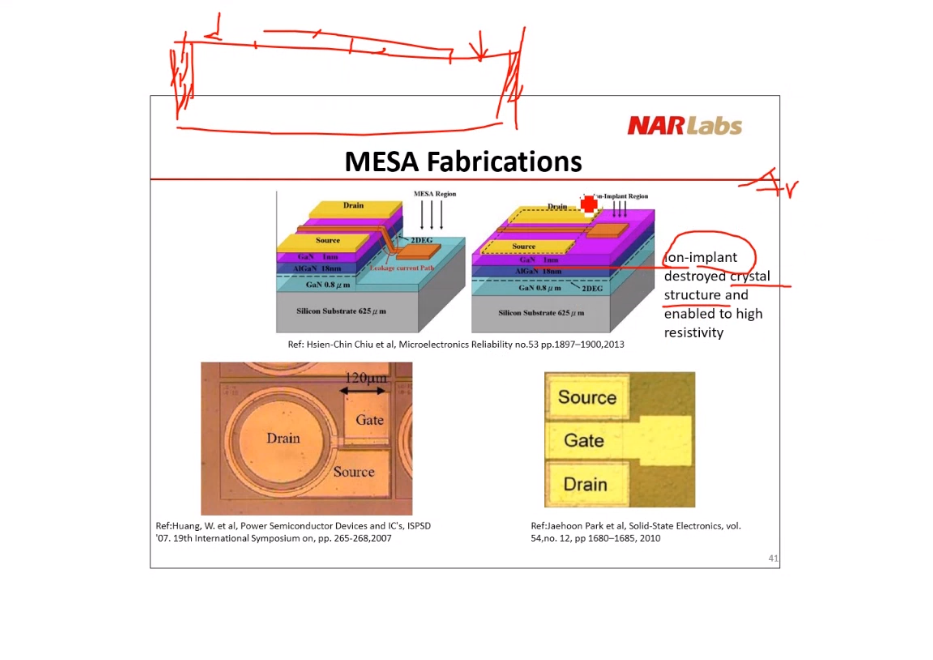 d
NARLabs
MESA Fabrications
Ar
MESA Region
Drain
2DEG
Source
GaN 1nm
Leakage current Path
AlGaN 18nm
GaN 0.8 μm
Silicon Substrate 625 μm
n-Implant Region
Drain
Source
GaN 1nm
AlGaN 18nm
GaN 0.8 μm
2DEG
Silicon Substrate 625 μm
Ion-implant
destroyed crystal
structure and
enabled to high
resistivity
Ref: Hsien-Chin Chiu et al, Microelectronics Reliability no.53 pp.1897–1900,2013
120μm
Gate
Drain
Source
Source
Gate
Drain
Ref:Huang, W. et al, Power Semiconductor Devices and IC's, ISPSD
'07. 19th International Symposium on, pp. 265-268,2007
Ref:Jaehoon Park et al, Solid-State Electronics, vol.
54,no. 12, pp 1680–1685, 2010
41